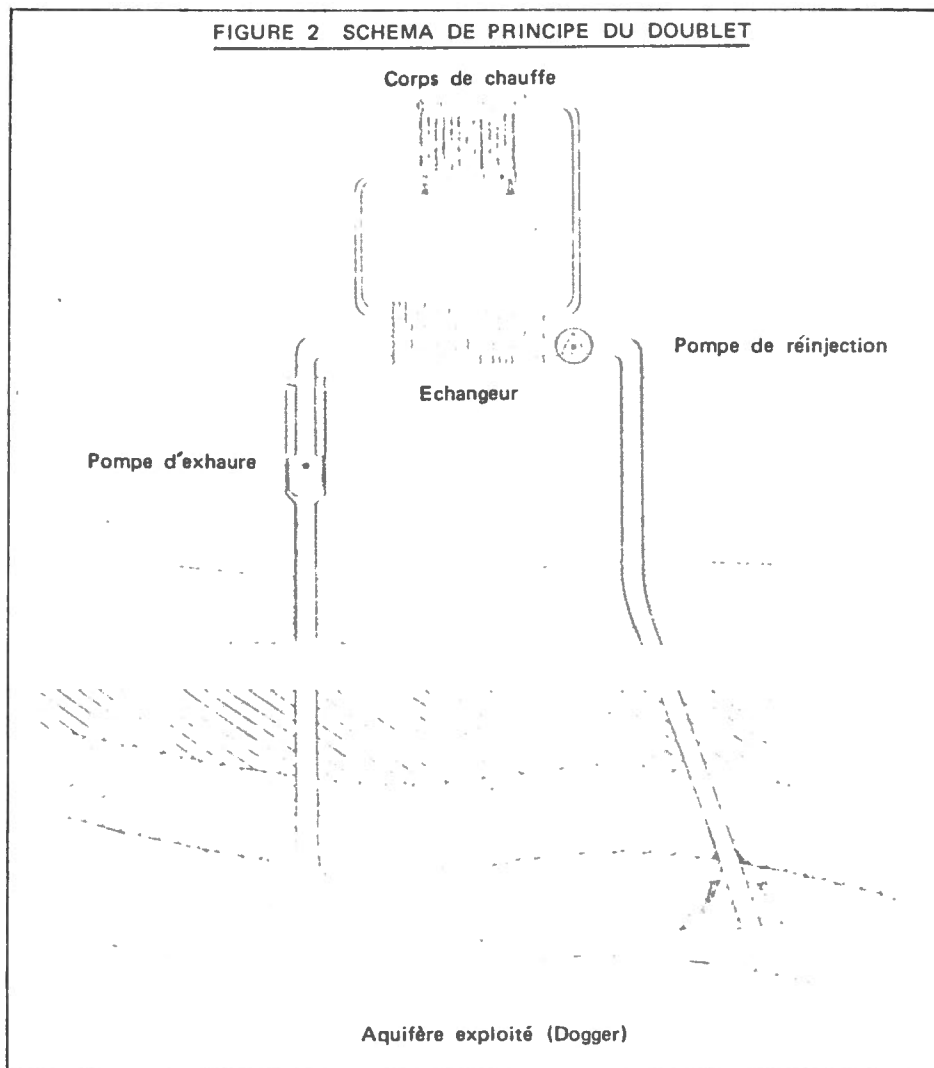 FIGURE 2 SCHEMA DE PRINCIPE DU DOUBLET
Corps de chauffe
Pompe de réinjection
Echangeur
Pompe d'exhaure
Aquifère exploité (Dogger)